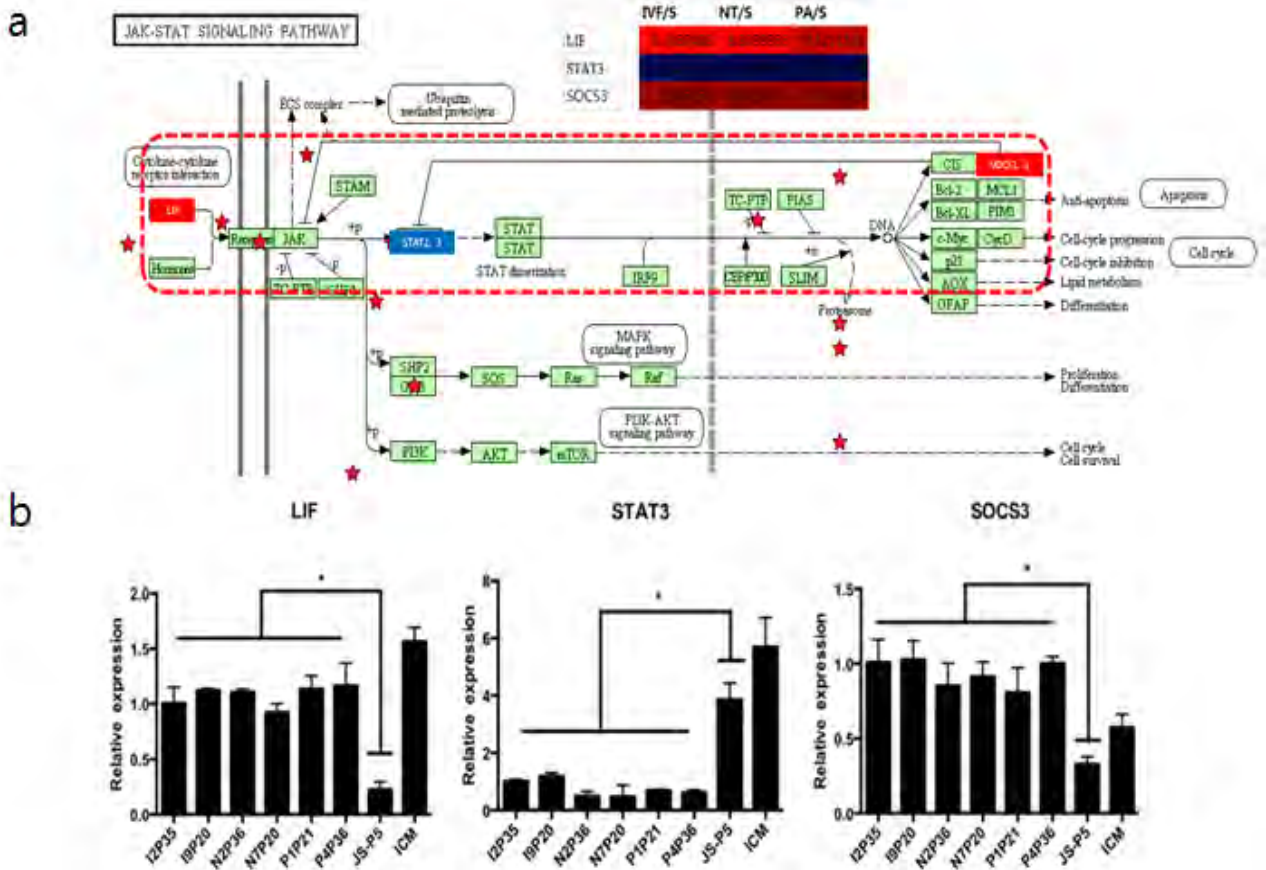 a
JAK-STAT SIGNALING PATHWAY
IVF/S NT/S PA/S
LIF
STAT3
SOCS3
ECS complex
Ubiquitin
mediated proteolysis
Cytokine-cytokine
receptor interaction
STAM
CIS
TC-PTP
PIAS
Bcl-2
MCL1
Anti-apoptosis
Apoptosis
LIF
STAT
Bcl-XL
PIM1
DNA
JAK
+p
STAT
c-Myc
CycD
Cell-cycle progression
Cell cycle
Hormone
-p
-p
STAT dimerization
IRF9
CBP/P300
+u
SLIM
p21
Cell-cycle inhibition
TC-PTP
AOX
Lipid metabolism
Proteasome
GFAP
Differentiation
MAPK
signaling pathway
+p
SHP2
SOS
Ras
Raf
Proliferation
Differentiation
PI3K-AKT
signaling pathway
+p
PI3K
AKT
mTOR
Cell cycle
Cell survival
b
LIF
Relative expression
2.0
1.5
1.0
0.5
0.0
*
I2P35 I9P20 N2P36 N7P20 P1P21 P4P36 JS-P5 ICM
STAT3
Relative expression
8
6
4
2
0
*
I2P35 I9P20 N2P36 N7P20 P1P21 P4P36 JS-P5 ICM
SOCS3
Relative expression
1.5
1.0
0.5
0.0
*
I2P35 I9P20 N2P36 N7P20 P1P21 P4P36 JS-P5 ICM